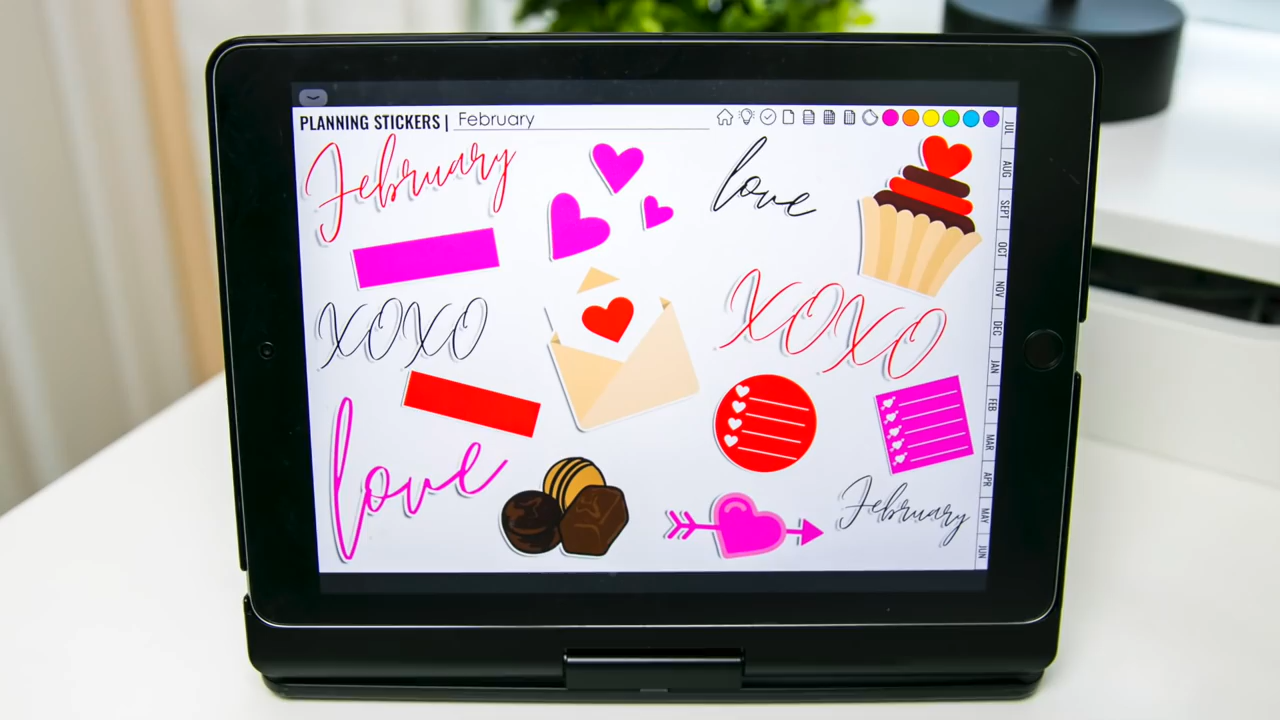 PLANNING STICKERS | February
February
love
XOXO
XOXO
love
February
JUL
AUG
SEPT
OCT
NOV
DEC
JAN
FEB
MAR
APR
MAY
JUN